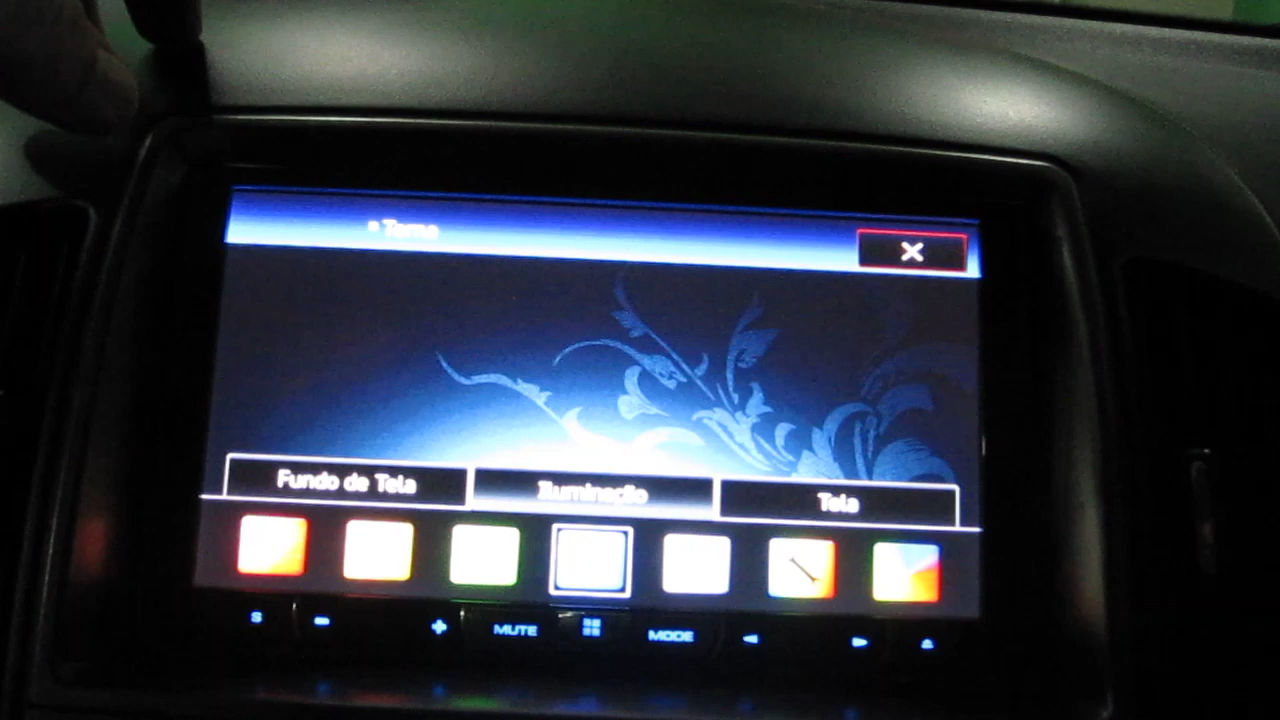 Tema
Fundo de Tela
Iluminação
Tela
S
MUTE
MODE